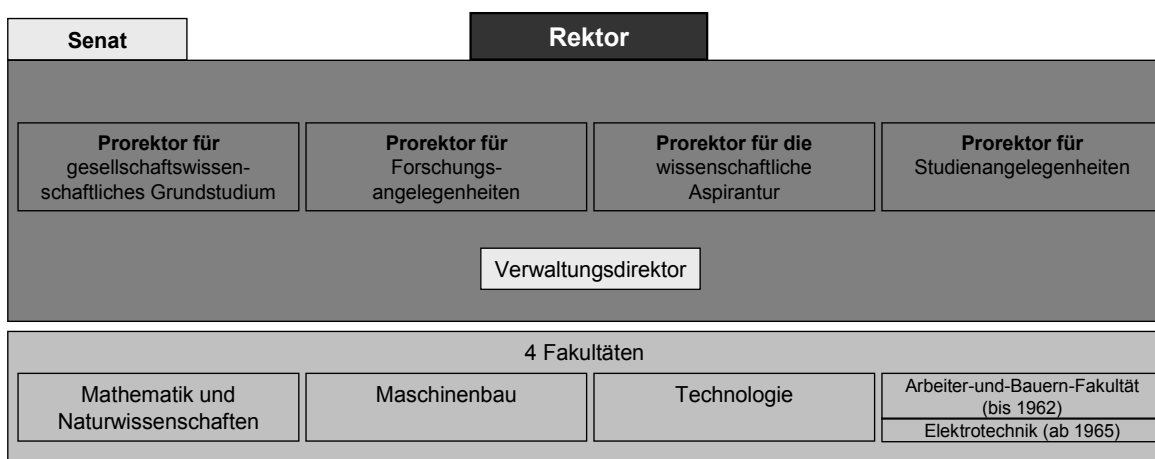 Senat
Rektor
Prorektor für
gesellschaftswissen-
schaftliches Grundstudium
Prorektor für
Forschungs-
angelegenheiten
Prorektor für die
wissenschaftliche
Aspirantur
Prorektor für
Studienangelegenheiten
Verwaltungsdirektor
4 Fakultäten
Mathematik und
Naturwissenschaften
Maschinenbau
Technologie
Arbeiter-und-Bauern-Fakultät
(bis 1962)
Elektrotechnik (ab 1965)